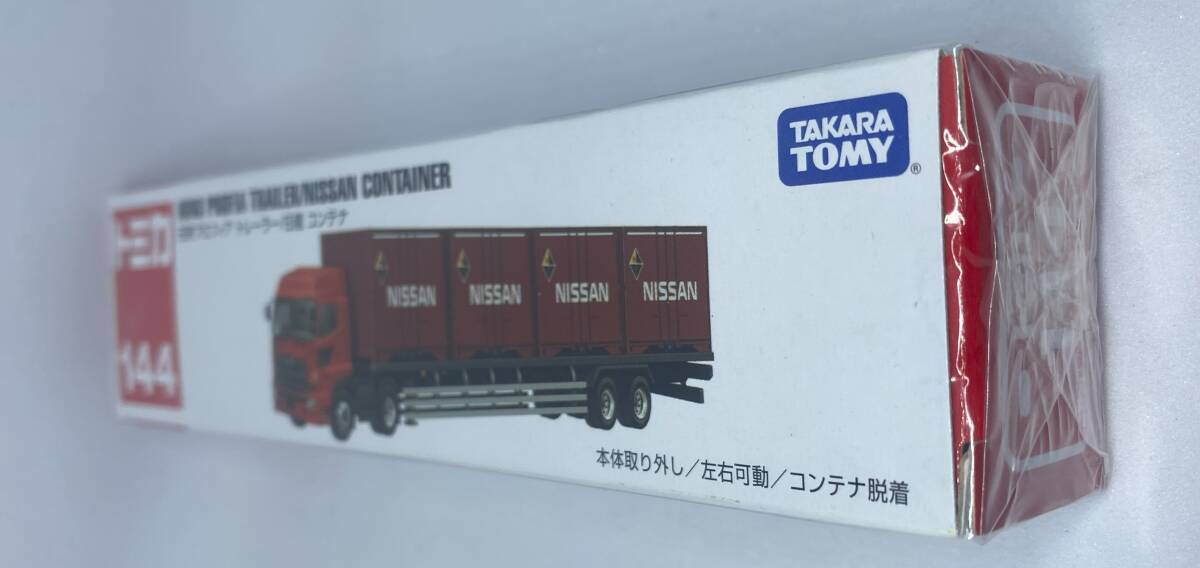 トミカ
144
HINO PROFIA TRAILER/NISSAN CONTAINER
日野プロフィア トレーラー/日産 コンテナ
NISSAN NISSAN NISSAN NISSAN
TAKARA
TOMY
®
本体取り外し/左右可動/コンテナ脱着